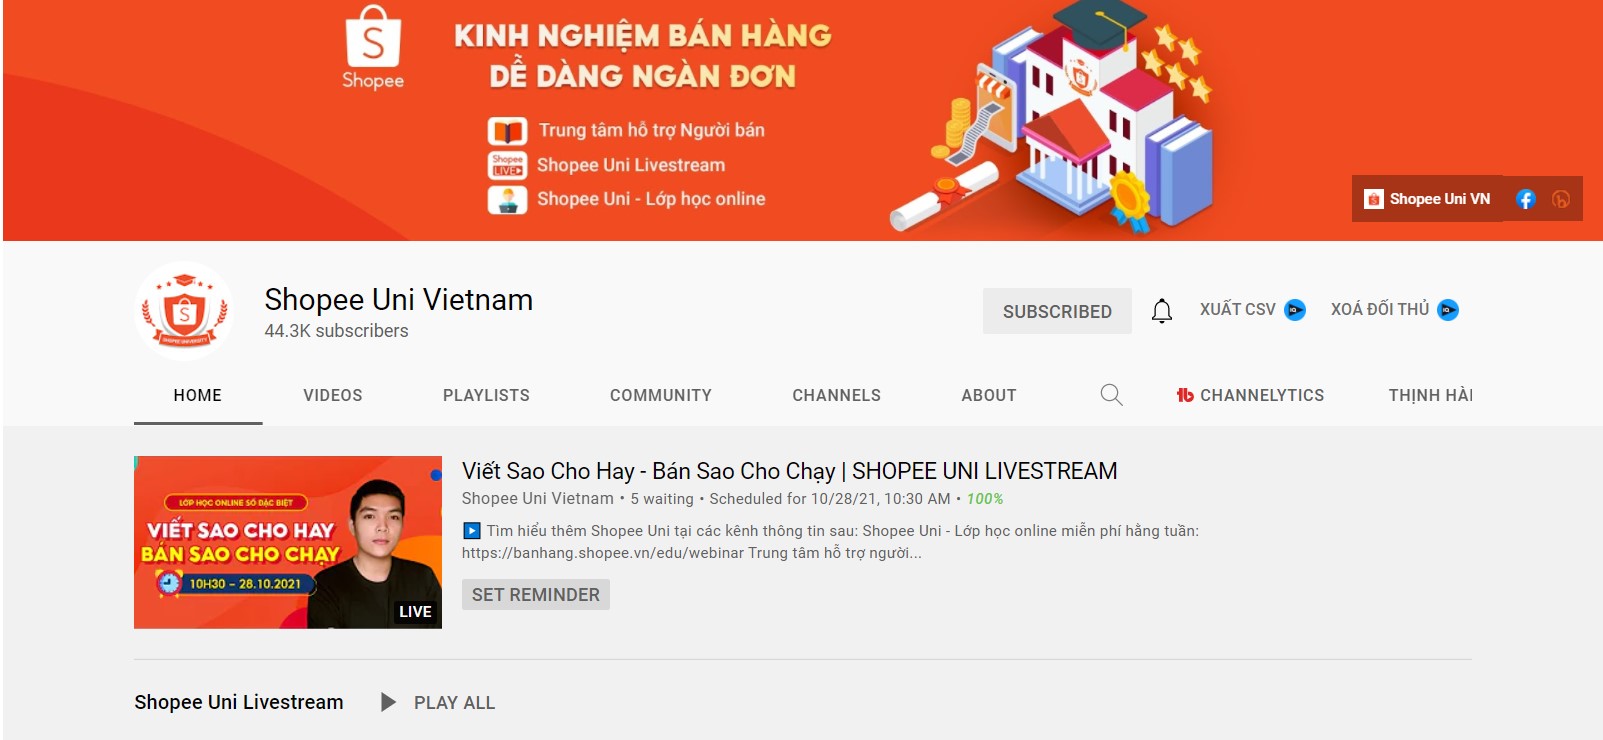 Shopee
KINH NGHIỆM BÁN HÀNG
DỄ DÀNG NGÀN ĐƠN
Trung tâm hỗ trợ Người bán
Shopee LIVE
Shopee Uni Livestream
Shopee Uni - Lớp học online
Shopee Uni VN
SHOPEE UNIVERSITY
Shopee Uni Vietnam
44.3K subscribers
SUBSCRIBED
XUẤT CSV
XOÁ ĐỐI THỦ
HOME
VIDEOS
PLAYLISTS
COMMUNITY
CHANNELS
ABOUT
CHANNELYTICS
THỊNH HÀ
LỚP HỌC ONLINE SỐ ĐẶC BIỆT
VIẾT SAO CHO HAY
BÁN SAO CHO CHẠY
10H30 - 28.10.2021
LIVE
Viết Sao Cho Hay - Bán Sao Cho Chạy | SHOPEE UNI LIVESTREAM
Shopee Uni Vietnam • 5 waiting • Scheduled for 10/28/21, 10:30 AM • 100%
Tìm hiểu thêm Shopee Uni tại các kênh thông tin sau: Shopee Uni - Lớp học online miễn phí hằng tuần:
https://banhang.shopee.vn/edu/webinar Trung tâm hỗ trợ người...
SET REMINDER
Shopee Uni Livestream
PLAY ALL